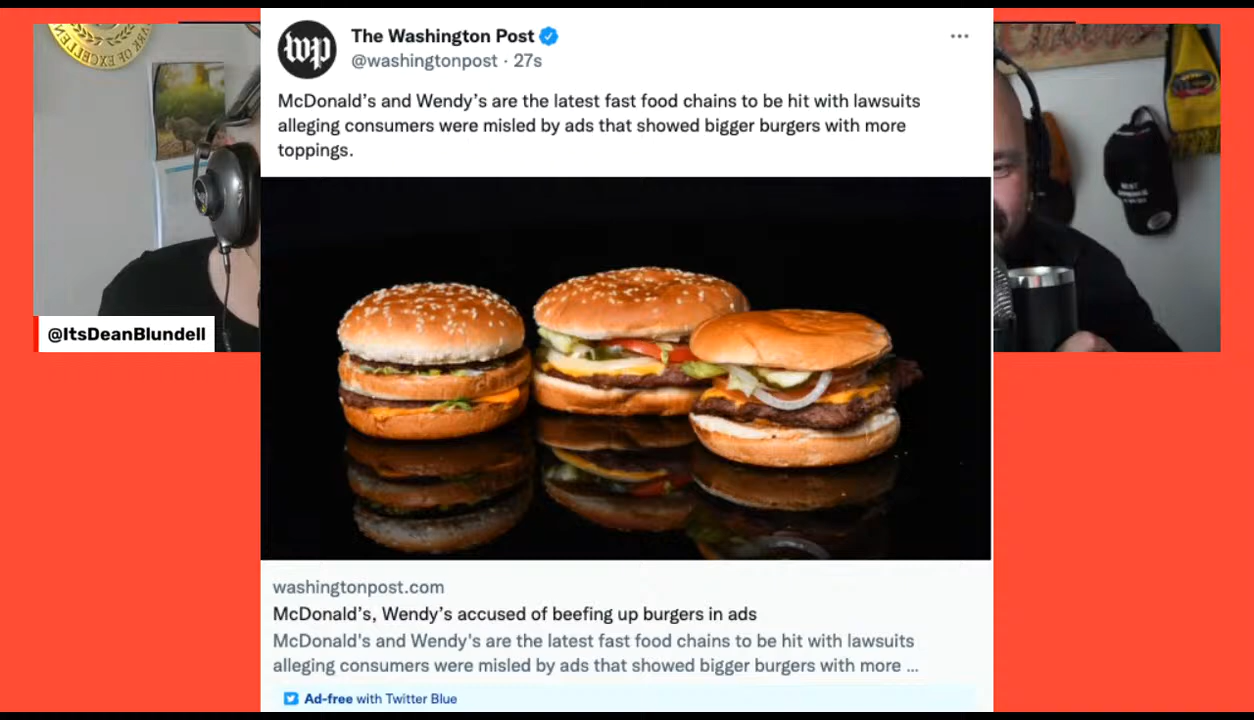 The Washington Post
@washingtonpost · 27s
McDonald's and Wendy's are the latest fast food chains to be hit with lawsuits
alleging consumers were misled by ads that showed bigger burgers with more
toppings.
@ItsDeanBlundell
washingtonpost.com
McDonald's, Wendy's accused of beefing up burgers in ads
McDonald's and Wendy's are the latest fast food chains to be hit with lawsuits
alleging consumers were misled by ads that showed bigger burgers with more ...
Ad-free with Twitter Blue